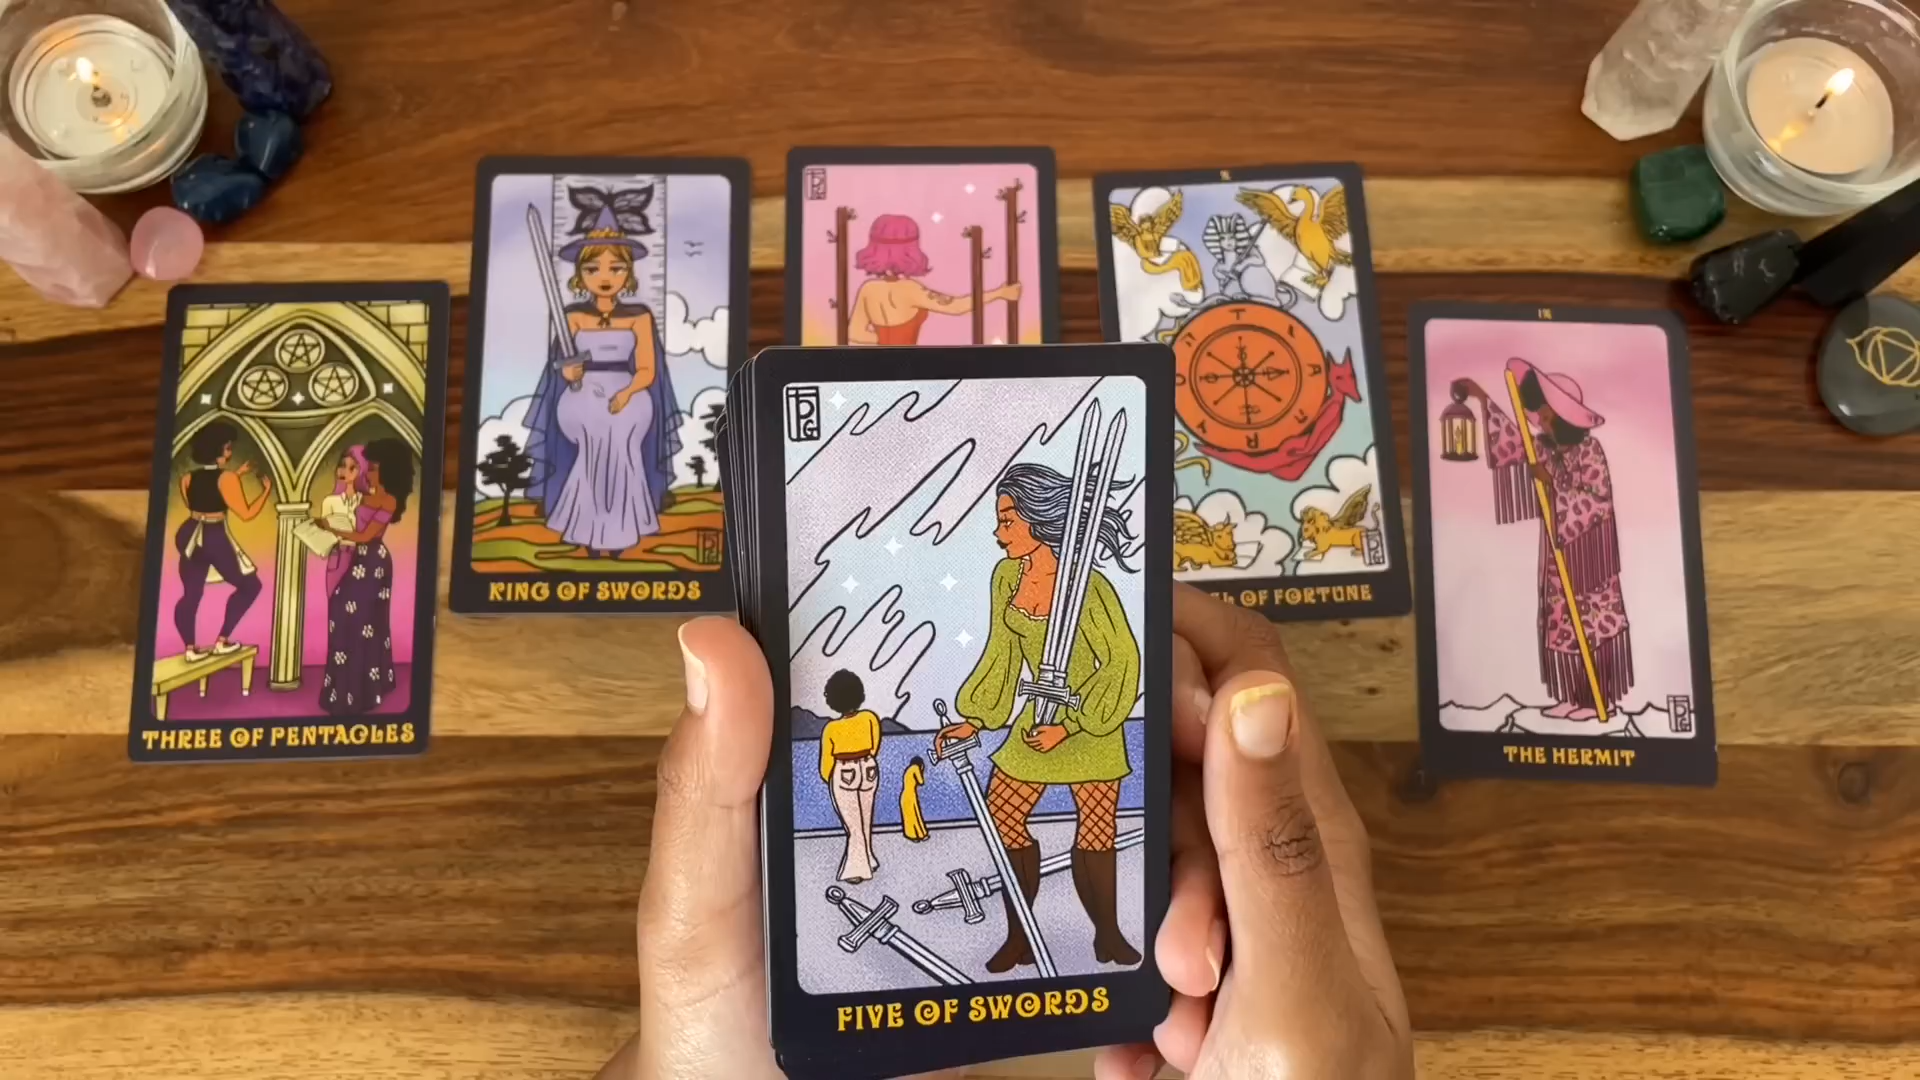 THREE OF PENTACLES
KING OF SWORDS
OF FORTUNE
THE HERMIT
FIVE OF SWORDS